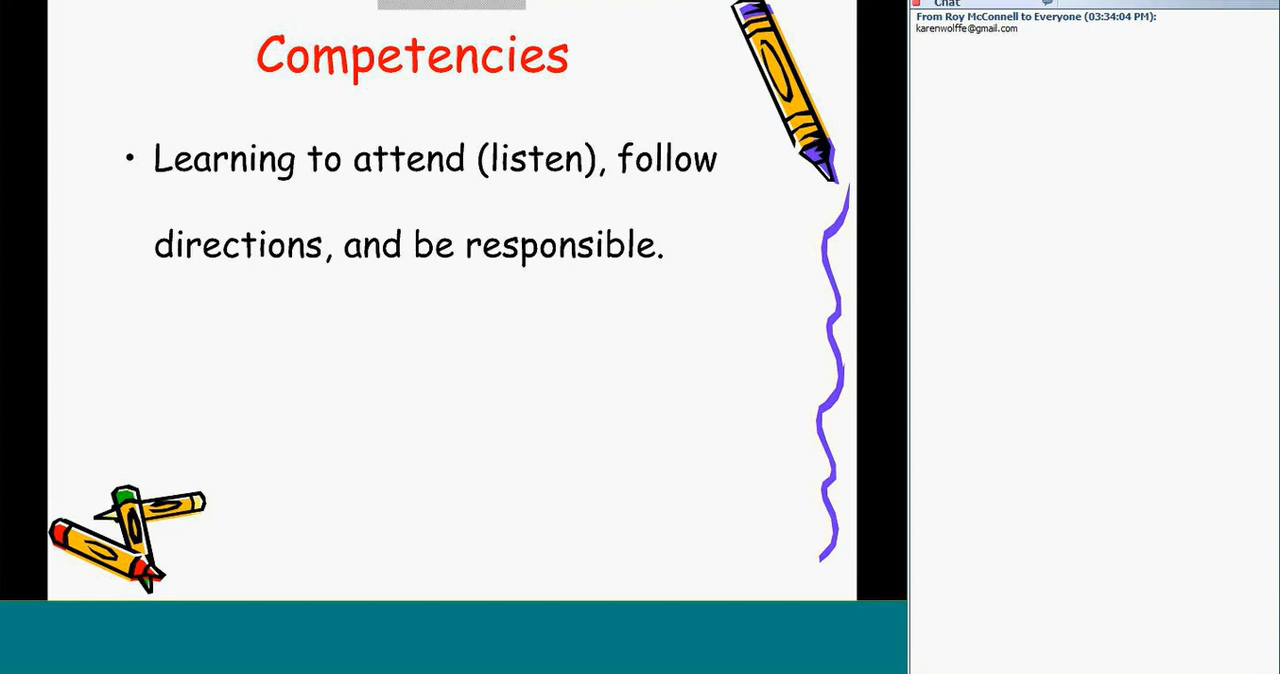 Competencies
• Learning to attend (listen), follow
directions, and be responsible.
Chat
From Roy McConnell to Everyone (03:34:04 PM):
karenwolffe@gmail.com